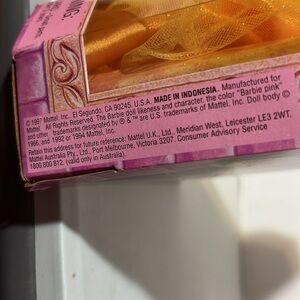 © 1997 Mattel, Inc., El Segundo, CA 90245, U.S.A. MADE IN INDONESIA. Manufactured for
Mattel. All Rights Reserved. The Barbie doll likeness and character, the color "Barbie pink"
and other trademarks designated by ® & ™ are U.S. trademarks of Mattel, Inc. Doll body ©
1966, and 1992 or 1994 Mattel, Inc.
Retain this address for future reference: Mattel U.K., Ltd., Meridian West, Leicester LE3 2WT.
Mattel Australia Pty., Ltd., Port Melbourne, Victoria 3207. Consumer Advisory Service
1800 800 812. (valid only in Australia).